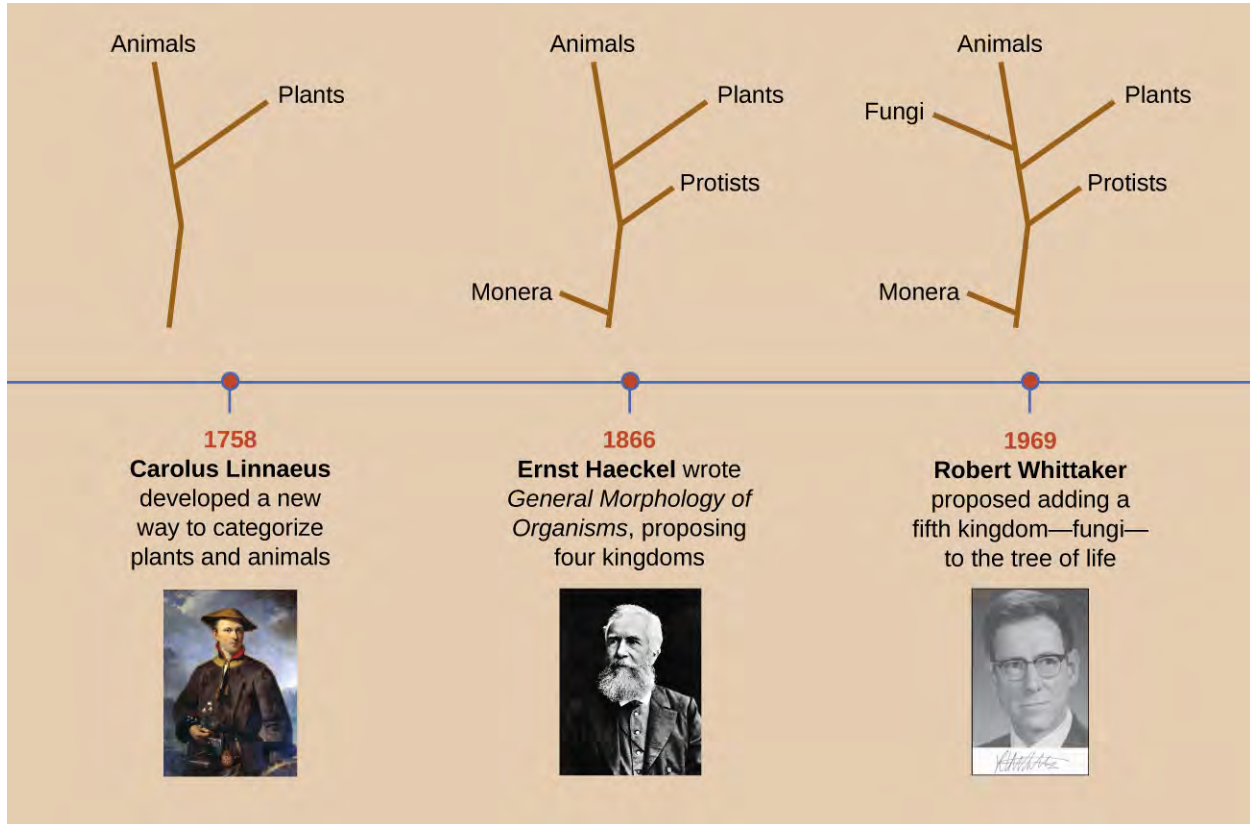 Animals
Plants
Animals
Plants
Protists
Monera
Animals
Fungi
Plants
Protists
Monera
1758
Carolus Linnaeus
developed a new
way to categorize
plants and animals
1866
Ernst Haeckel wrote
General Morphology of
Organisms, proposing
four kingdoms
1969
Robert Whittaker
proposed adding a
fifth kingdom—fungi—
to the tree of life